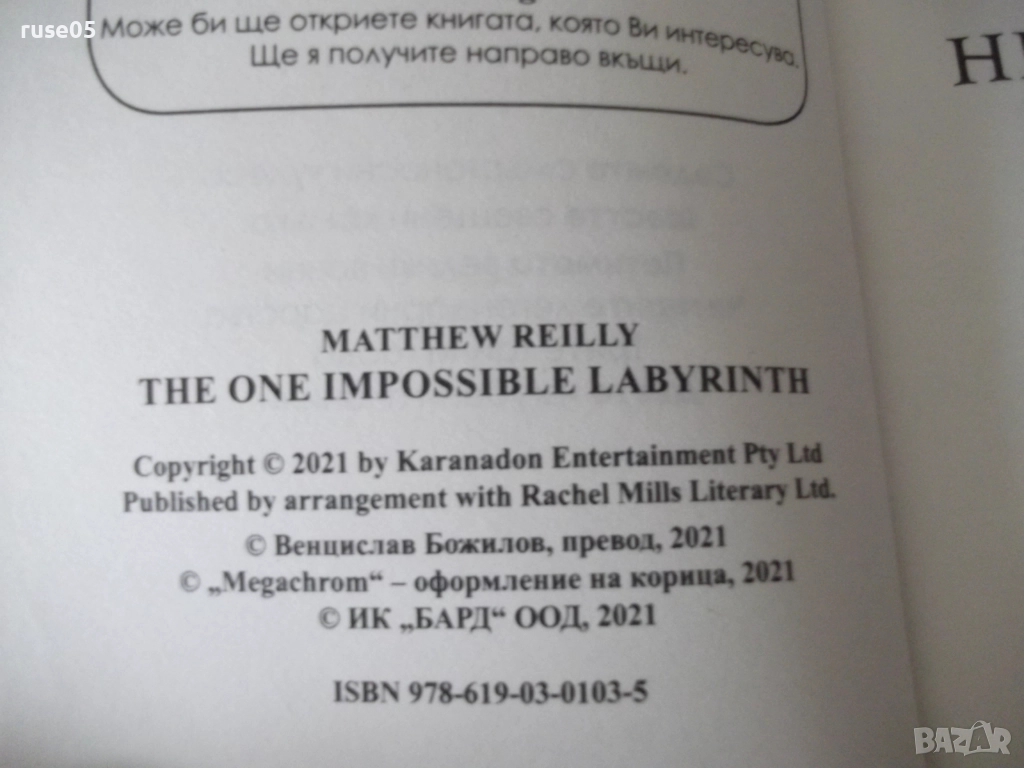 ruse05
Може би ще откриете книгата, която Ви интересува.
Ще я получите направо вкъщи.
MATTHEW REILLY
THE ONE IMPOSSIBLE LABYRINTH
Copyright © 2021 by Karanadon Entertainment Pty Ltd
Published by arrangement with Rachel Mills Literary Ltd.
© Венцислав Божилов, превод, 2021
© „Megachrom“ – оформление на корица, 2021
© ИК „БАРД“ ООД, 2021
ISBN 978-619-03-0103-5
BAZAR